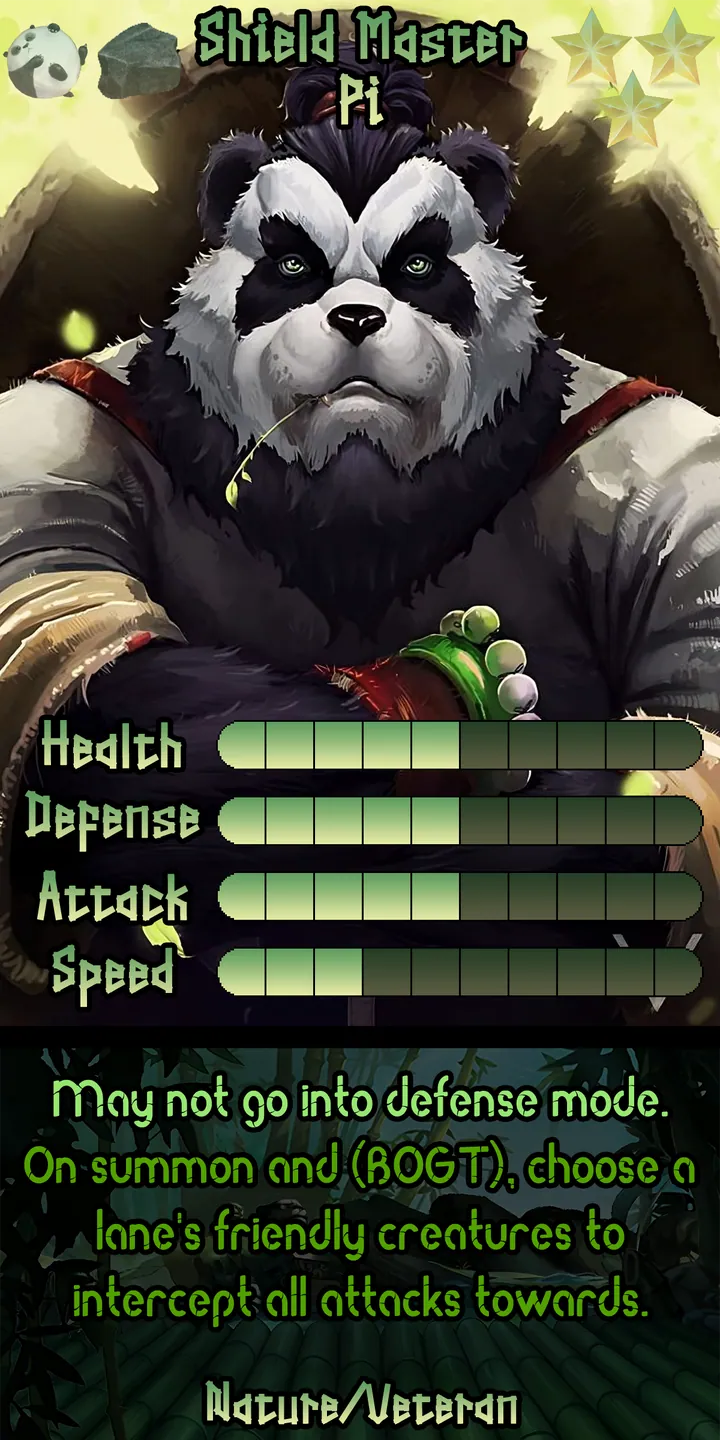 Shield Master
Pi
Health
Defense
Attack
Speed
May not go into defense mode.
On summon and (BOGT), choose a
lane's friendly creatures to
intercept all attacks towards.
Nature/Veteran